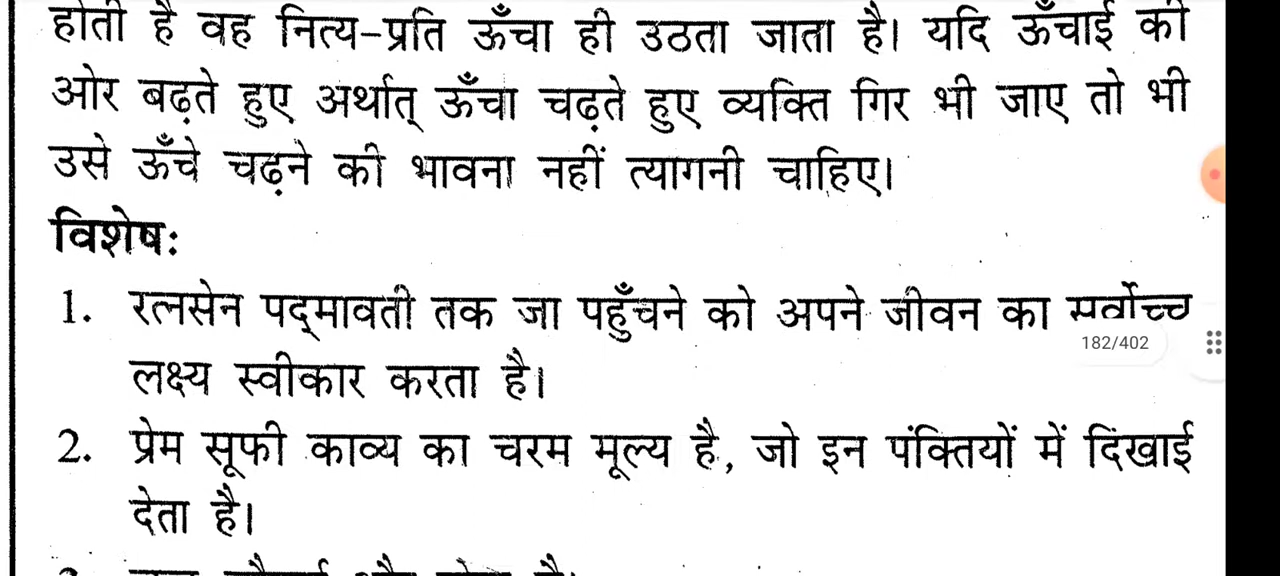 होती है वह नित्य-प्रति ऊँचा ही उठता जाता है। यदि ऊँचाई की
ओर बढ़ते हुए अर्थात् ऊँचा चढ़ते हुए व्यक्ति गिर भी जाए तो भी
उसे ऊँचे चढ़ने की भावना नहीं त्यागनी चाहिए।
विशेषः
1. रत्नसेन पद्मावती तक जा पहुँचने को अपने जीवन का सर्वोच्च
182/402
लक्ष्य स्वीकार करता है।
2. प्रेम सूफी काव्य का चरम मूल्य है, जो इन पंक्तियों में दिखाई
देता है।